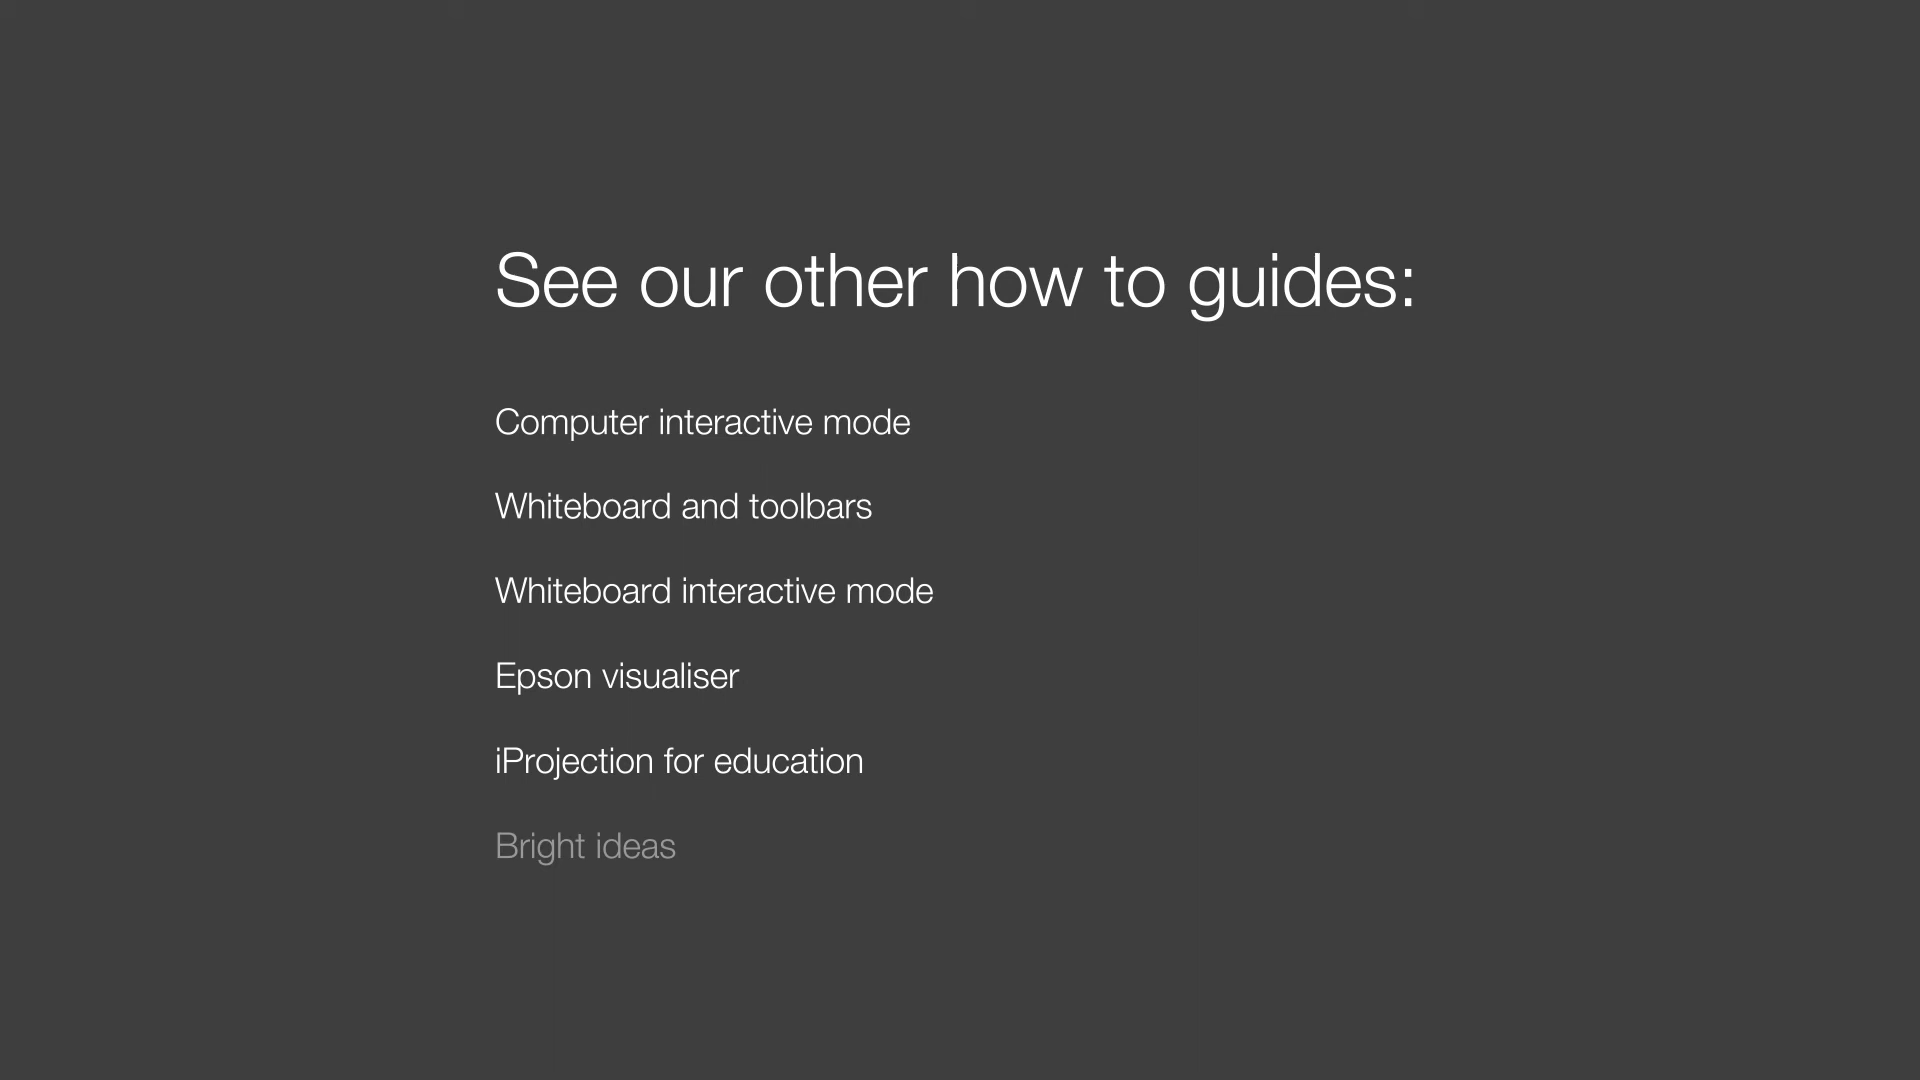 See our other how to guides:
Computer interactive mode
Whiteboard and toolbars
Whiteboard interactive mode
Epson visualiser
iProjection for education
Bright ideas